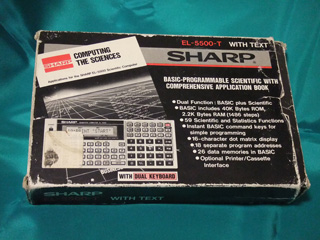 EL-5500-T WITH TEXT
SHARP
BASIC-PROGRAMMABLE SCIENTIFIC WITH
COMPREHENSIVE APPLICATION BOOK
• Dual Function: BASIC plus Scientific
• BASIC Includes 40K Bytes ROM,
2.2K Bytes RAM (1486 steps)
• 59 Scientific and Statistics Functions
• Instant BASIC command keys for
simple programming
• 16-character dot matrix display
• 18 separate program addresses
• 26 data memories in BASIC
• Optional Printer/Cassette
Interface
SHARP
COMPUTING
THE SCIENCES
SHARP
WITH DUAL KEYBOARD
SHARP
WITH TEXT